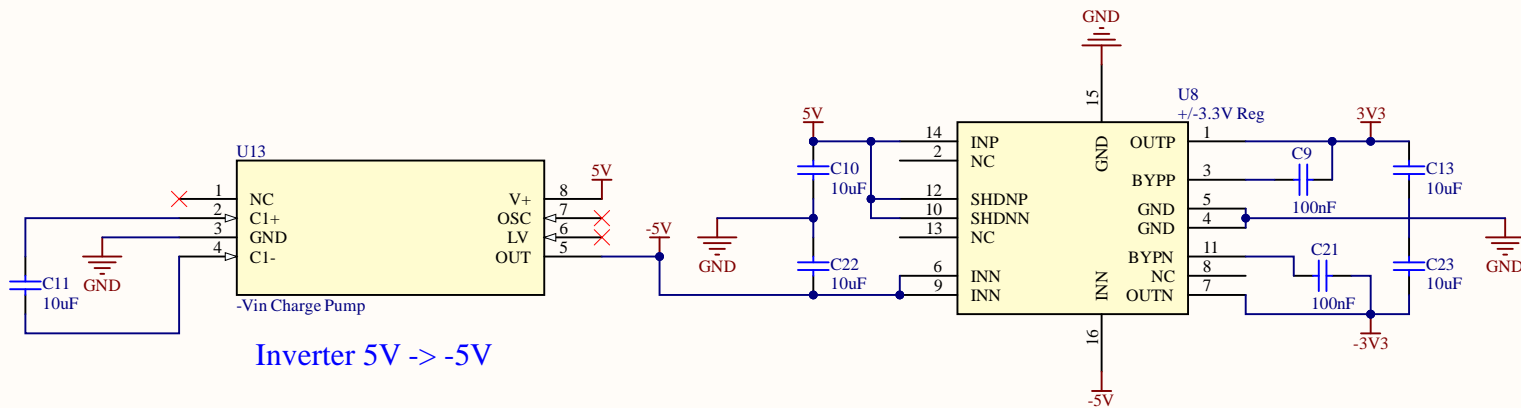 U13
1
NC
2
C1+
3
GND
4
C1-
V+
8
OSC
7
LV
6
OUT
5
-Vin Charge Pump
5V
-5V
GND
C11
10uF
Inverter 5V -> -5V
5V
C10
10uF
GND
C22
10uF
GND
15
GND
U8
+/-3.3V Reg
14
INP
2
NC
12
SHDNP
10
SHDNN
13
NC
6
INN
9
INN
INN
16
-5V
OUTP
1
BYPP
3
GND
5
GND
4
BYPN
11
NC
8
OUTN
7
C9
100nF
3V3
C13
10uF
GND
C21
100nF
C23
10uF
-3V3